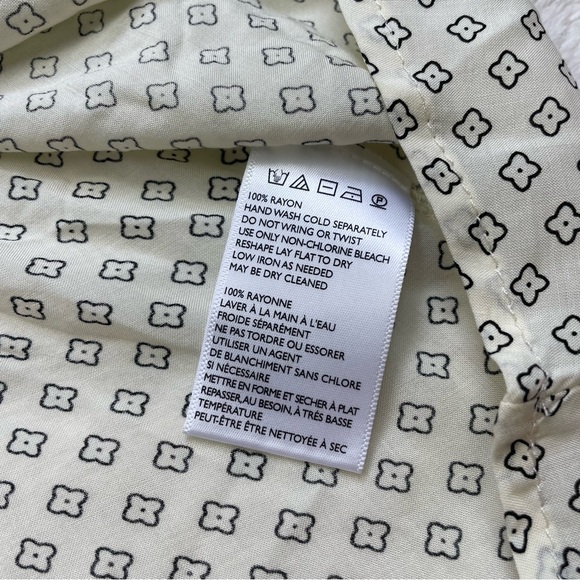 100% RAYON
HAND WASH COLD SEPARATELY
DO NOT WRING OR TWIST
USE ONLY NON-CHLORINE BLEACH
RESHAPE LAY FLAT TO DRY
LOW IRON AS NEEDED
MAY BE DRY CLEANED
100% RAYONNE
LAVER À LA MAIN À L'EAU
FROIDE SÉPARÉMENT
NE PAS TORDRE OU ESSORER
UTILISER UN AGENT
DE BLANCHIMENT SANS CHLORE
SI NÉCESSAIRE
METTRE EN FORME ET SÉCHER À PLAT
REPASSER, AU BESOIN, À TRÈS BASSE
TEMPÉRATURE
PEUT-ÊTRE ÊTRE NETTOYÉE À SEC